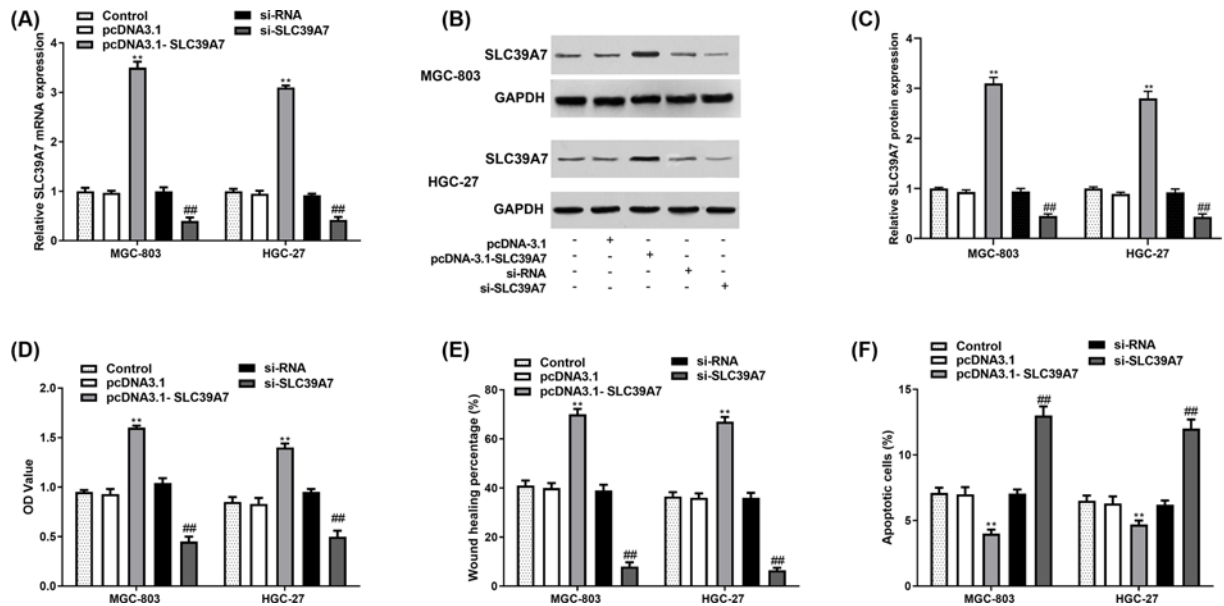 (A)
Control
pcDNA3.1
pcDNA3.1- SLC39A7
si-RNA
si-SLC39A7
Relative SLC39A7 mRNA expression
4
3
2
1
0
**
##
**
##
MGC-803
HGC-27
(B)
MGC-803
SLC39A7
GAPDH
HGC-27
SLC39A7
GAPDH
pcDNA-3.1 - + - - -
pcDNA-3.1-SLC39A7 - - + - -
si-RNA - - - + -
si-SLC39A7 - - - - +
(C)
Relative SLC39A7 protein expression
4
3
2
1
0
**
##
**
##
MGC-803
HGC-27
(D)
Control
pcDNA3.1
pcDNA3.1- SLC39A7
si-RNA
si-SLC39A7
OD Value
2.0
1.5
1.0
0.5
0.0
**
##
**
##
MGC-803
HGC-27
(E)
Control
pcDNA3.1
pcDNA3.1- SLC39A7
si-RNA
si-SLC39A7
Wound healing percentage (%)
80
60
40
20
0
**
##
**
##
MGC-803
HGC-27
(F)
Control
pcDNA3.1
pcDNA3.1- SLC39A7
si-RNA
si-SLC39A7
Apoptotic cells (%)
15
10
5
0
**
##
**
##
MGC-803
HGC-27